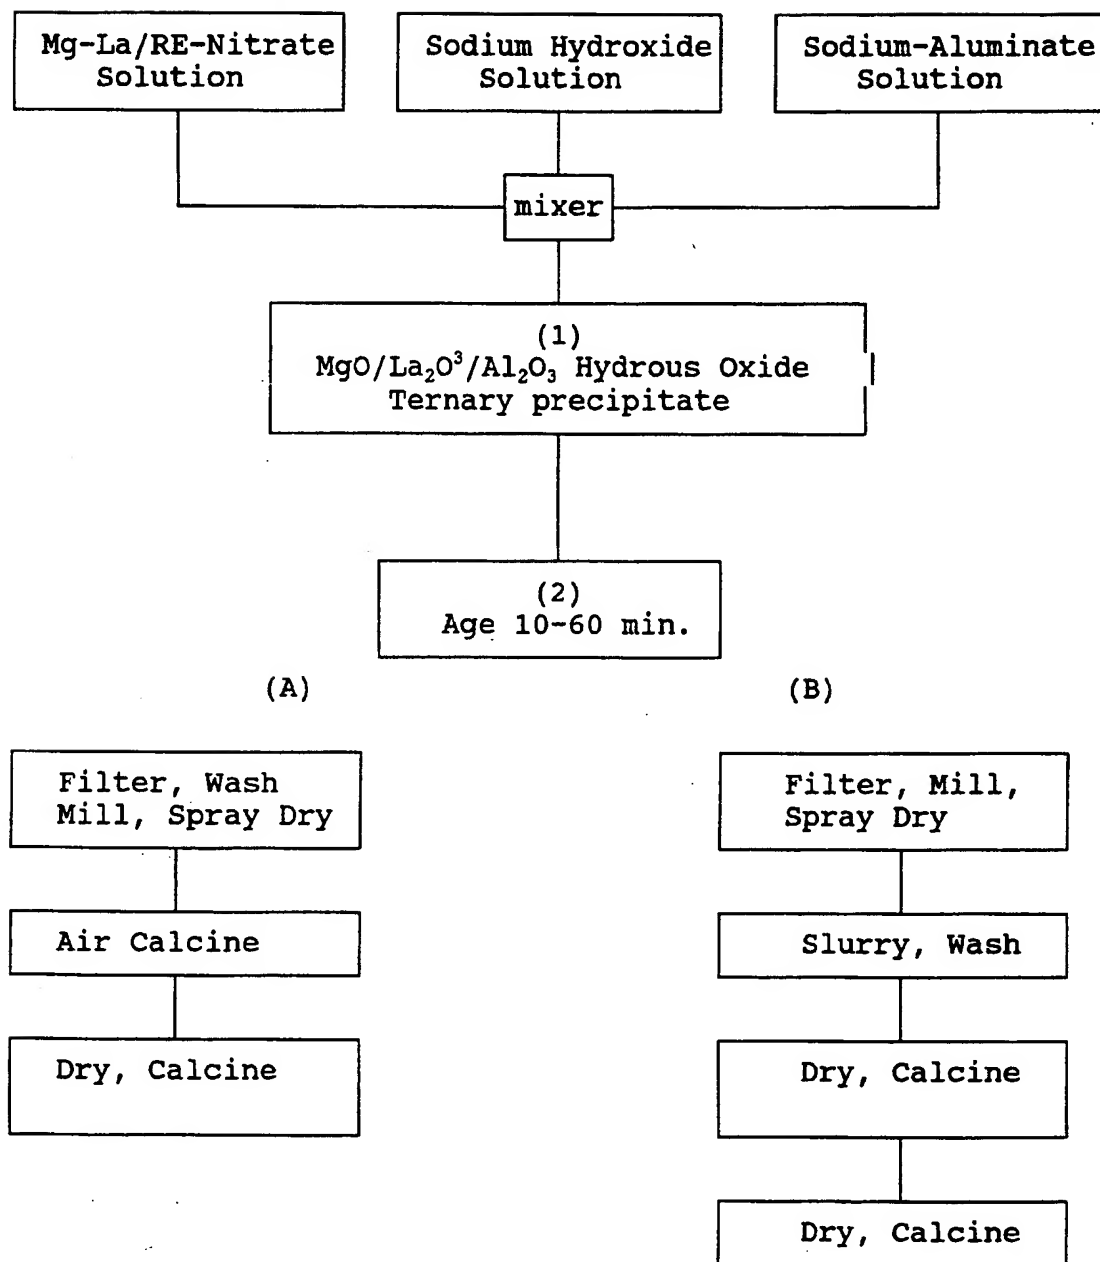 Mg-La/RE-Nitrate
Solution
Sodium Hydroxide
Solution
Sodium-Aluminate
Solution
mixer
(1)
MgO/La₂O³/Al₂O₃ Hydrous Oxide
Ternary precipitate
(2)
Age 10-60 min.
(A)
(B)
Filter, Wash
Mill, Spray Dry
Air Calcine
Dry, Calcine
Filter, Mill,
Spray Dry
Slurry, Wash
Dry, Calcine
Dry, Calcine